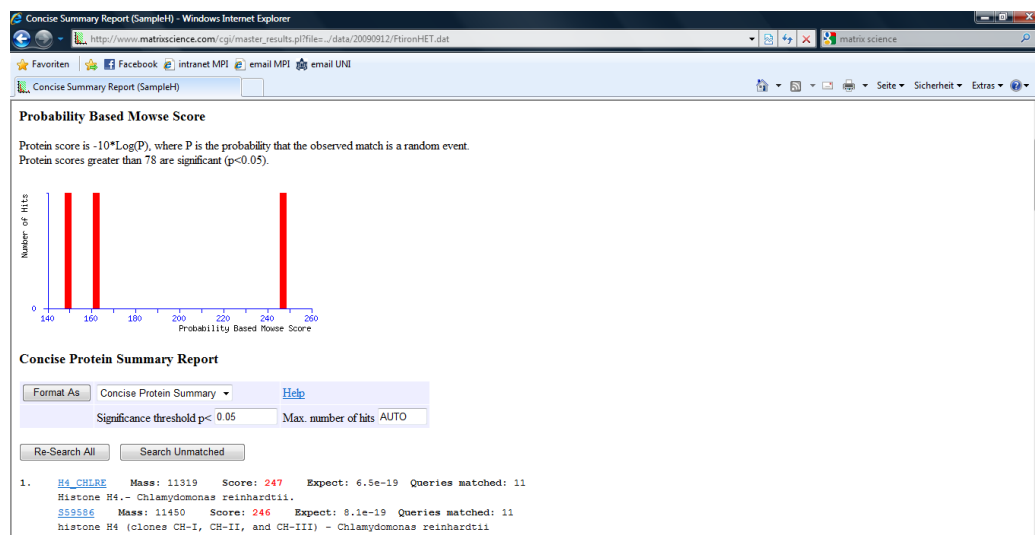 Concise Summary Report (SampleH) - Windows Internet Explorer
http://www.matrixscience.com/cgi/master_results.pl?file=../data/20090912/FtironHET.dat
matrix science
Favoriten Facebook intranet MPI email MPI email UNI
Concise Summary Report (SampleH)
Seite Sicherheit Extras
Probability Based Mowse Score
Protein score is -10*Log(P), where P is the probability that the observed match is a random event.
Protein scores greater than 78 are significant (p<0.05).
Number of Hits
0
140 160 180 200 220 240 260
Probability Based Mowse Score
Concise Protein Summary Report
Format As Concise Protein Summary Help
Significance threshold p< 0.05 Max. number of hits AUTO
Re-Search All Search Unmatched
1. H4_CHLRE Mass: 11319 Score: 247 Expect: 6.5e-19 Queries matched: 11
Histone H4.- Chlamydomonas reinhardtii.
S59586 Mass: 11450 Score: 246 Expect: 8.1e-19 Queries matched: 11
histone H4 (clones CH-I, CH-II, and CH-III) - Chlamydomonas reinhardtii